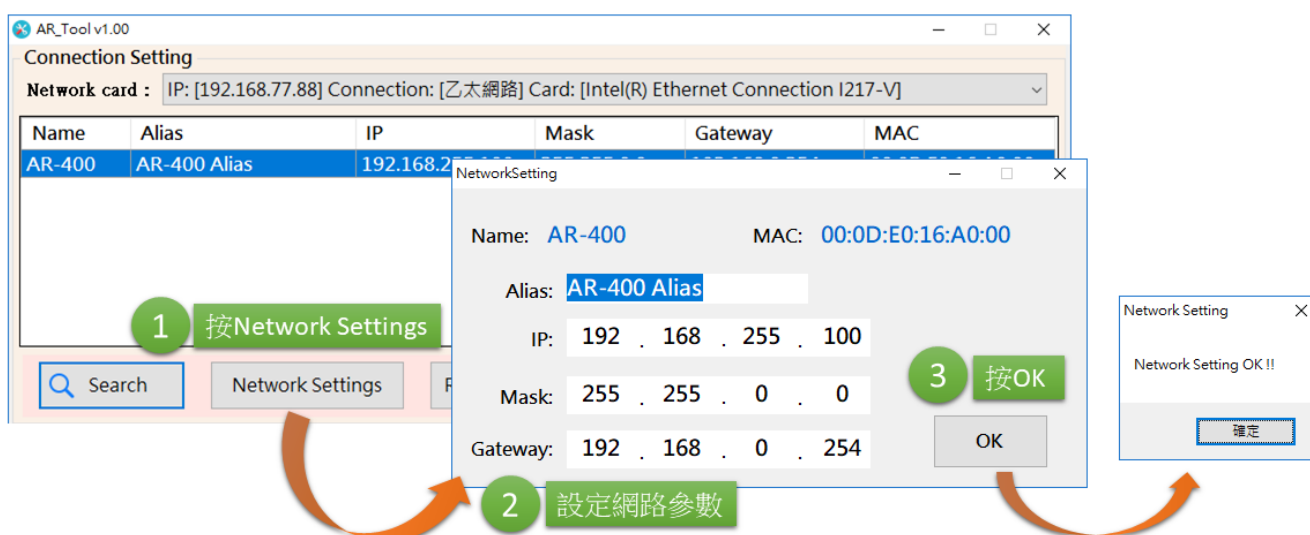 AR_Tool v1.00
Connection Setting
Network card : IP: [192.168.77.88] Connection: [乙太網路] Card: [Intel(R) Ethernet Connection I217-V]
Name Alias IP Mask Gateway MAC
AR-400 AR-400 Alias
1 按Network Settings
Search Network Settings
NetworkSetting
Name: AR-400 MAC: 00:0D:E0:16:A0:00
Alias: AR-400 Alias
IP: 192 . 168 . 255 . 100
Mask: 255 . 255 . 0 . 0
Gateway: 192 . 168 . 0 . 254
3 按OK
OK
2 設定網路參數
Network Setting
Network Setting OK !!
確定